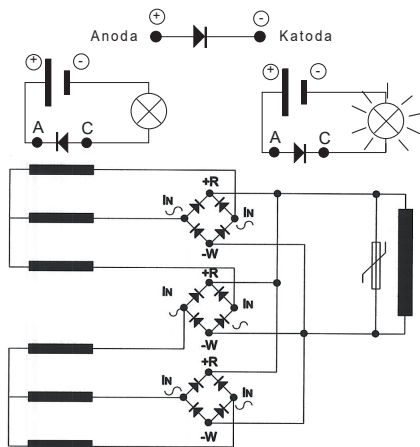 + -
Anoda Katoda
+ -
A C
+ -
A C
+R
IN IN
-W
+R
IN IN
-W
+R
IN IN
-W